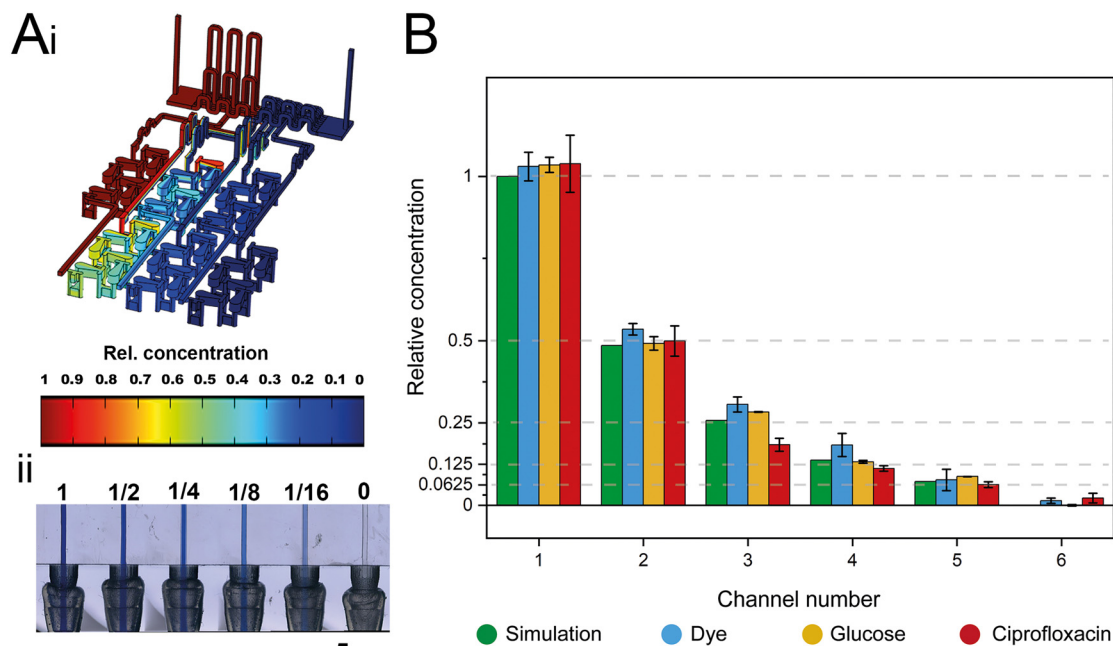 Ai
Rel. concentration
1 0.9 0.8 0.7 0.6 0.5 0.4 0.3 0.2 0.1 0
ii
1 1/2 1/4 1/8 1/16 0
B
Relative concentration
1
0.5
0.25
0.125
0.0625
0
1 2 3 4 5 6
Channel number
Simulation Dye Glucose Ciprofloxacin